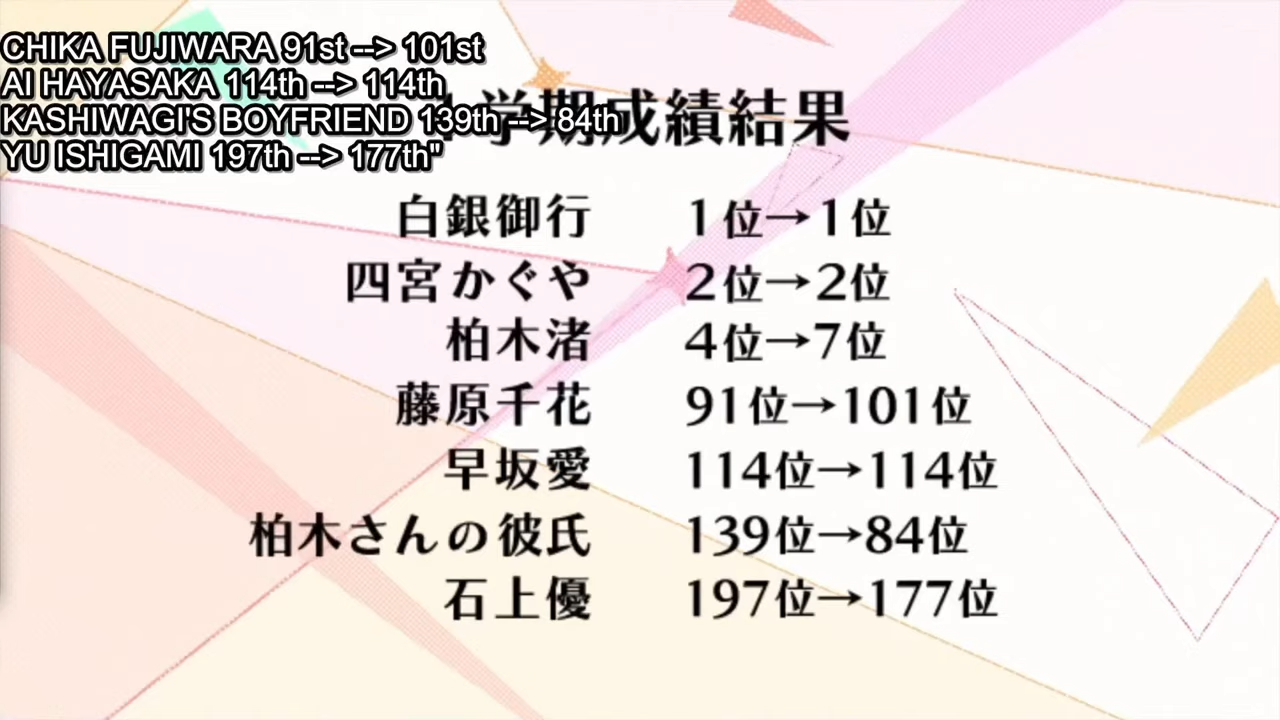 CHIKA FUJIWARA 91st --> 101st
AI HAYASAKA 114th --> 114th
KASHIWAGI'S BOYFRIEND 139th --> 84th
YU ISHIGAMI 197th --> 177th"
1学期成績結果
白銀御行 1位→1位
四宮かぐや 2位→2位
柏木渚 4位→7位
藤原千花 91位→101位
早坂愛 114位→114位
柏木さんの彼氏 139位→84位
石上優 197位→177位